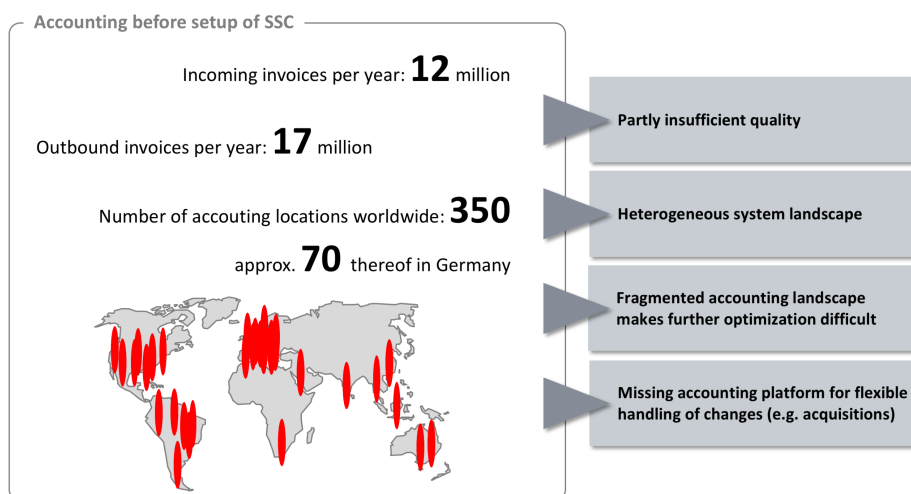 Accounting before setup of SSC
Incoming invoices per year: 12 million
Outbound invoices per year: 17 million
Number of accouting locations worldwide: 350
approx. 70 thereof in Germany
Partly insufficient quality
Heterogeneous system landscape
Fragmented accounting landscape
makes further optimization difficult
Missing accounting platform for flexible
handling of changes (e.g. acquisitions)